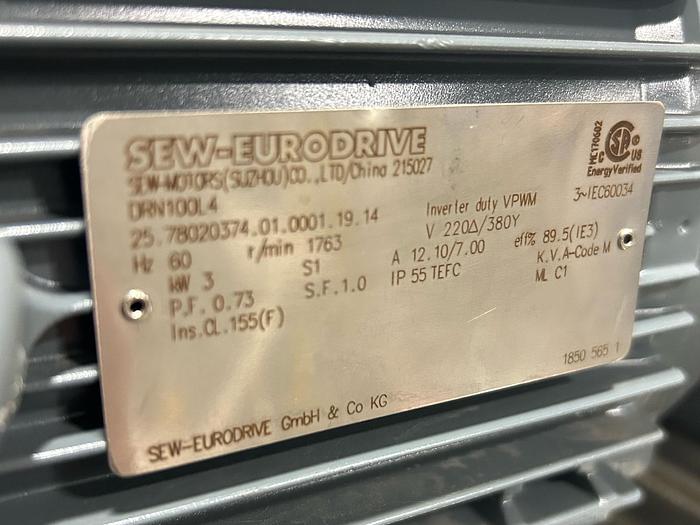 SEW-EURODRIVE
SEW-MOTORS(SUZHOU)CO.,LTD/China 215027
DRN100L4
25.78020374.01.0001.19.14
Inverter duty VPWM
3~IEC60034
Hz 60
r/min 1763
V 220Δ/380Y
kW 3
S1
A 12.10/7.00
eff% 89.5(IE3)
P.F. 0.73
S.F.1.0
IP 55 TEFC
K.V.A-Code M
Ins.Cl.155(F)
ML C1
MC170602
C US
EnergyVerified
1850 565 1
SEW-EURODRIVE GmbH & Co KG